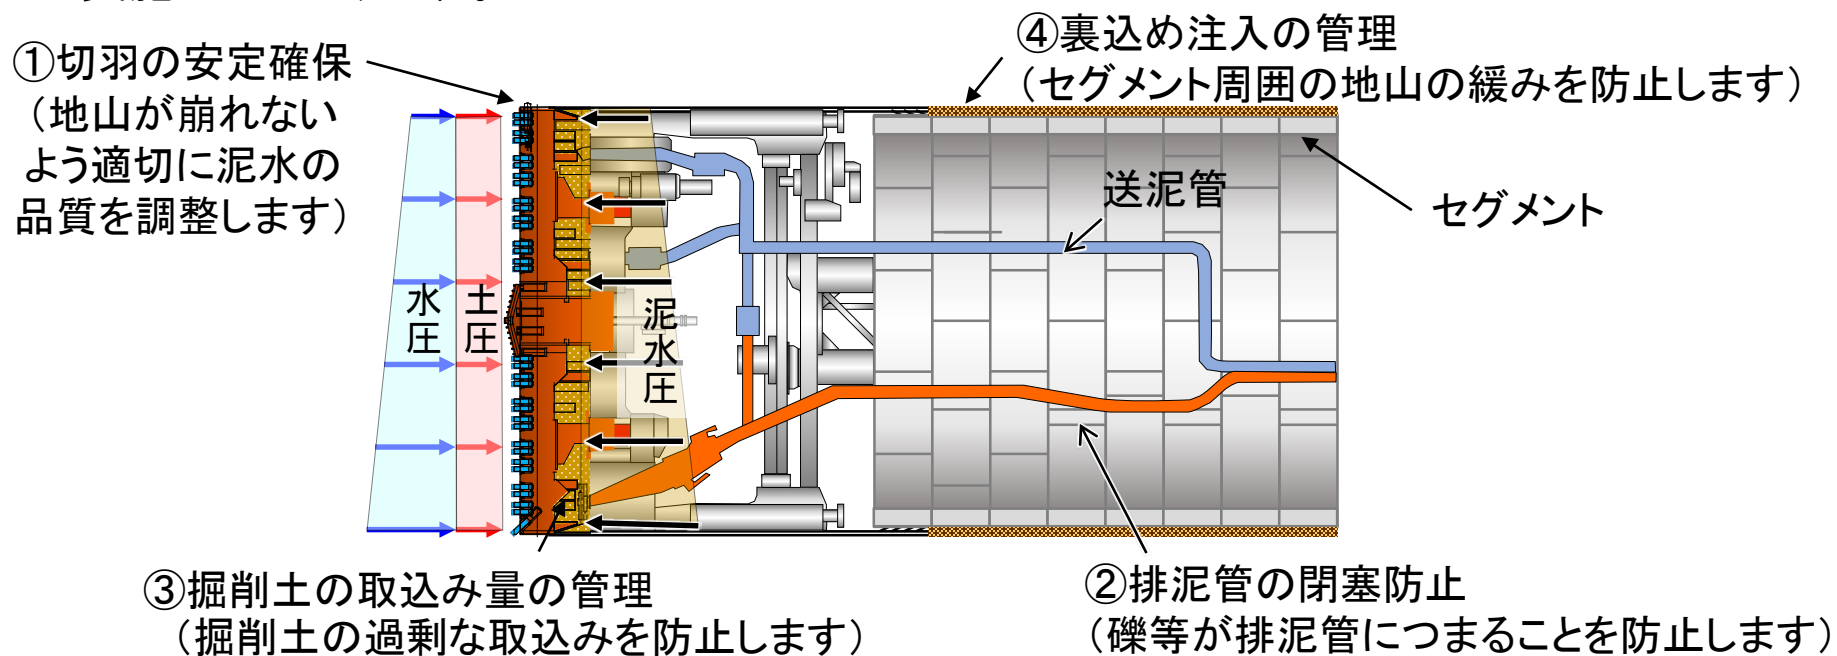 ①切羽の安定確保
（地山が崩れない
よう適切に泥水の
品質を調整します）
④裏込め注入の管理
（セグメント周囲の地山の緩みを防止します）
送泥管
セグメント
水圧
土圧
泥水圧
③掘削土の取込み量の管理
（掘削土の過剰な取込みを防止します）
②排泥管の閉塞防止
（礫等が排泥管につまることを防止します）